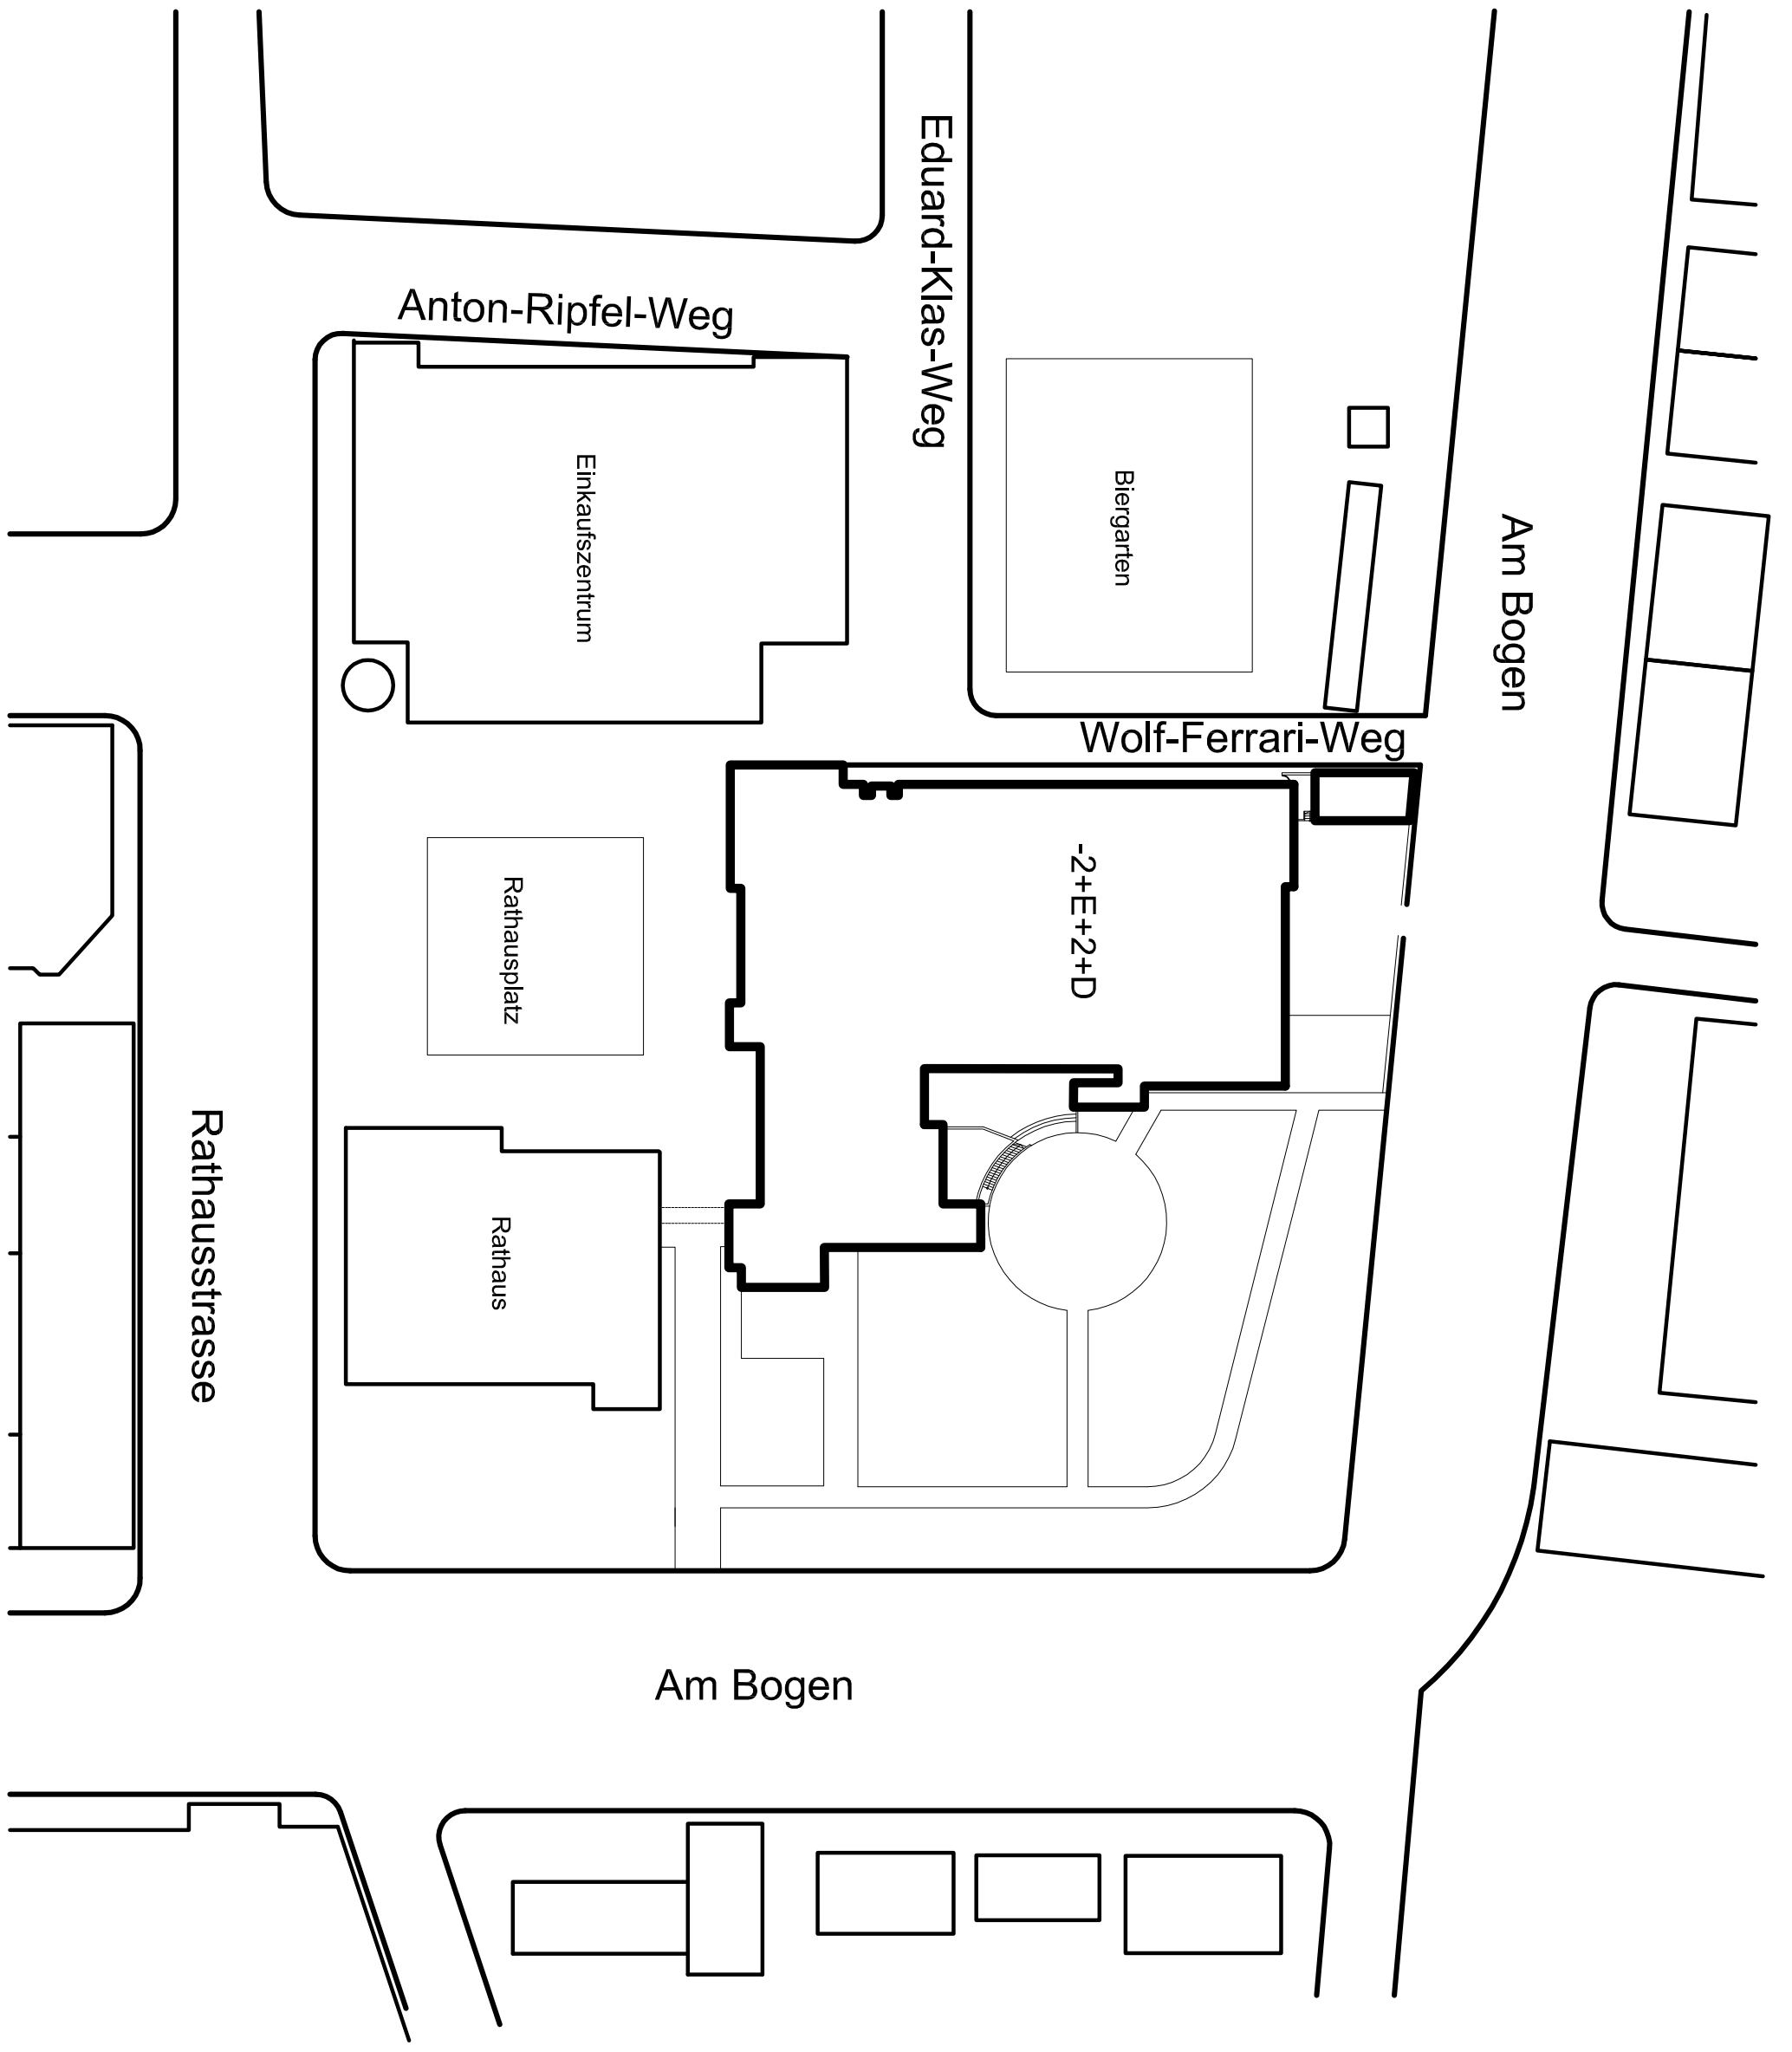 Eduard-Klas-Weg
Anton-Ripfel-Weg
Einkaufszentrum
Biergarten
Am Bogen
Wolf-Ferrari-Weg
-2+E+2+D
Rathausplatz
Rathausstrasse
Rathaus
Am Bogen